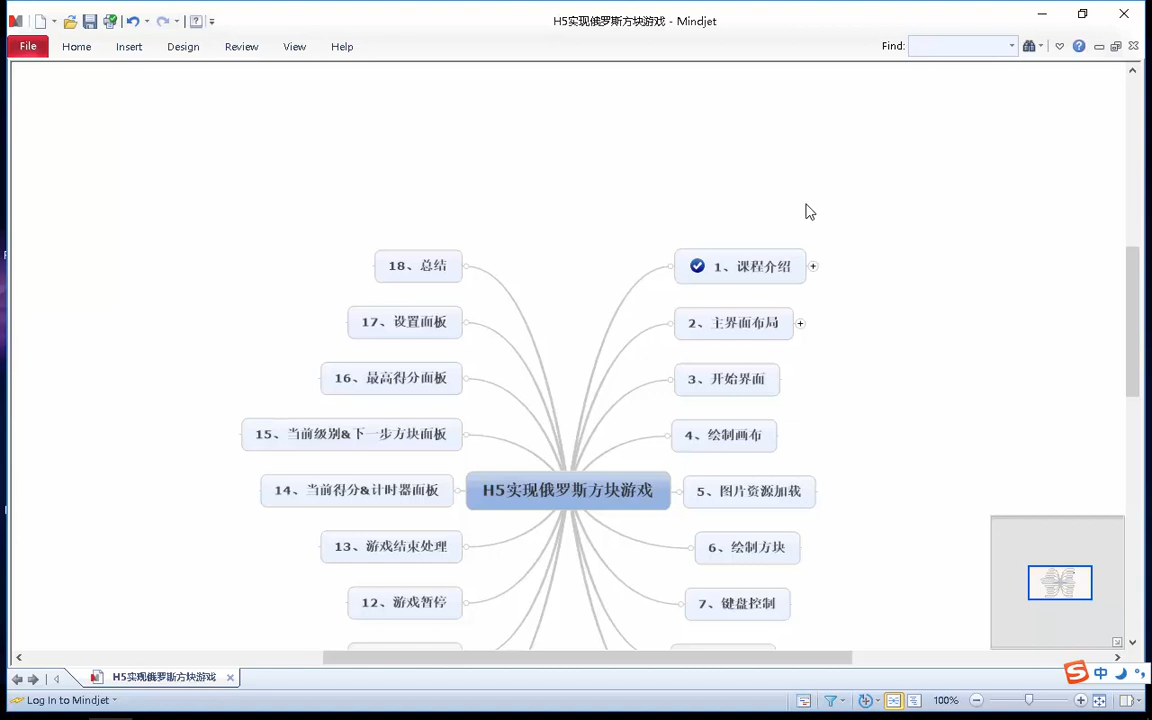 H5实现俄罗斯方块游戏 - Mindjet
File Home Insert Design Review View Help Find:
18、总结
17、设置面板
16、最高得分面板
15、当前级别&下一步方块面板
14、当前得分&计时器面板
13、游戏结束处理
12、游戏暂停
H5实现俄罗斯方块游戏
1、课程介绍
2、主界面布局
3、开始界面
4、绘制画布
5、图片资源加载
6、绘制方块
7、键盘控制
中
H5实现俄罗斯方块游戏
Log In to Mindjet 100%